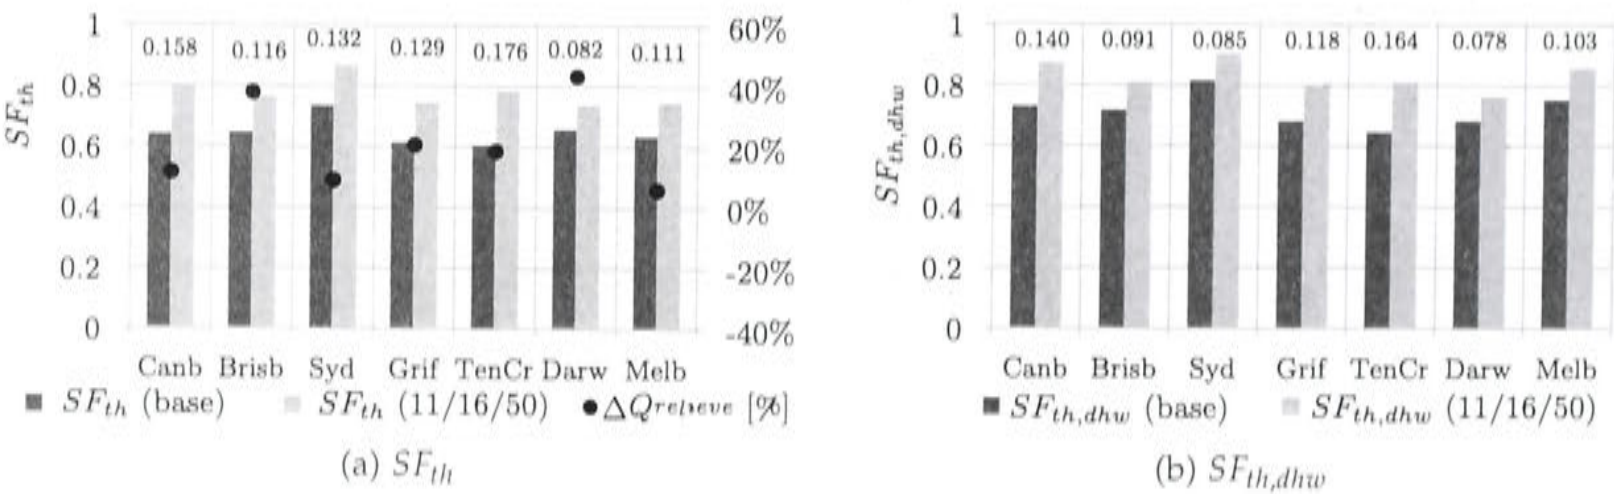 1 0.8 0.6 0.4 0.2 0
SF_th
0.158 0.116 0.132 0.129 0.176 0.082 0.111
60% 40% 20% 0% -20% -40%
Canb Brisb Syd Grif TenCr Darw Melb
SF_th (base) SF_th (11/16/50) ΔQ_relieve [%]
(a) SF_th
1 0.8 0.6 0.4 0.2 0
SF_th,dhw
0.140 0.091 0.085 0.118 0.164 0.078 0.103
Canb Brisb Syd Grif TenCr Darw Melb
SF_th,dhw (base) SF_th,dhw (11/16/50)
(b) SF_th,dhw